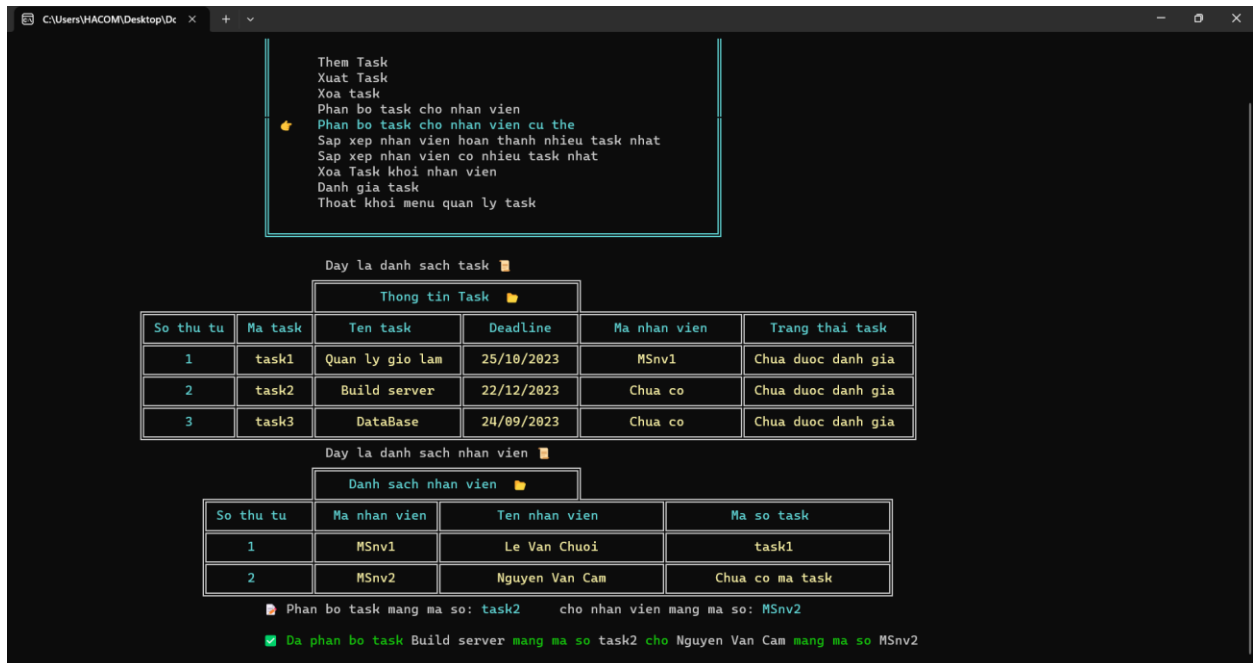 C:\Users\HACOM\Desktop\Dc
Them Task
Xuat Task
Xoa task
Phan bo task cho nhan vien
Phan bo task cho nhan vien cu the
Sap xep nhan vien hoan thanh nhieu task nhat
Sap xep nhan vien co nhieu task nhat
Xoa Task khoi nhan vien
Danh gia task
Thoat khoi menu quan ly task
Day la danh sach task
Thong tin Task
So thu tu Ma task Ten task Deadline Ma nhan vien Trang thai task
1 task1 Quan ly gio lam 25/10/2023 MSnv1 Chua duoc danh gia
2 task2 Build server 22/12/2023 Chua co Chua duoc danh gia
3 task3 DataBase 24/09/2023 Chua co Chua duoc danh gia
Day la danh sach nhan vien
Danh sach nhan vien
So thu tu Ma nhan vien Ten nhan vien Ma so task
1 MSnv1 Le Van Chuoi task1
2 MSnv2 Nguyen Van Cam Chua co ma task
Phan bo task mang ma so: task2 cho nhan vien mang ma so: MSnv2
Da phan bo task Build server mang ma so task2 cho Nguyen Van Cam mang ma so MSnv2